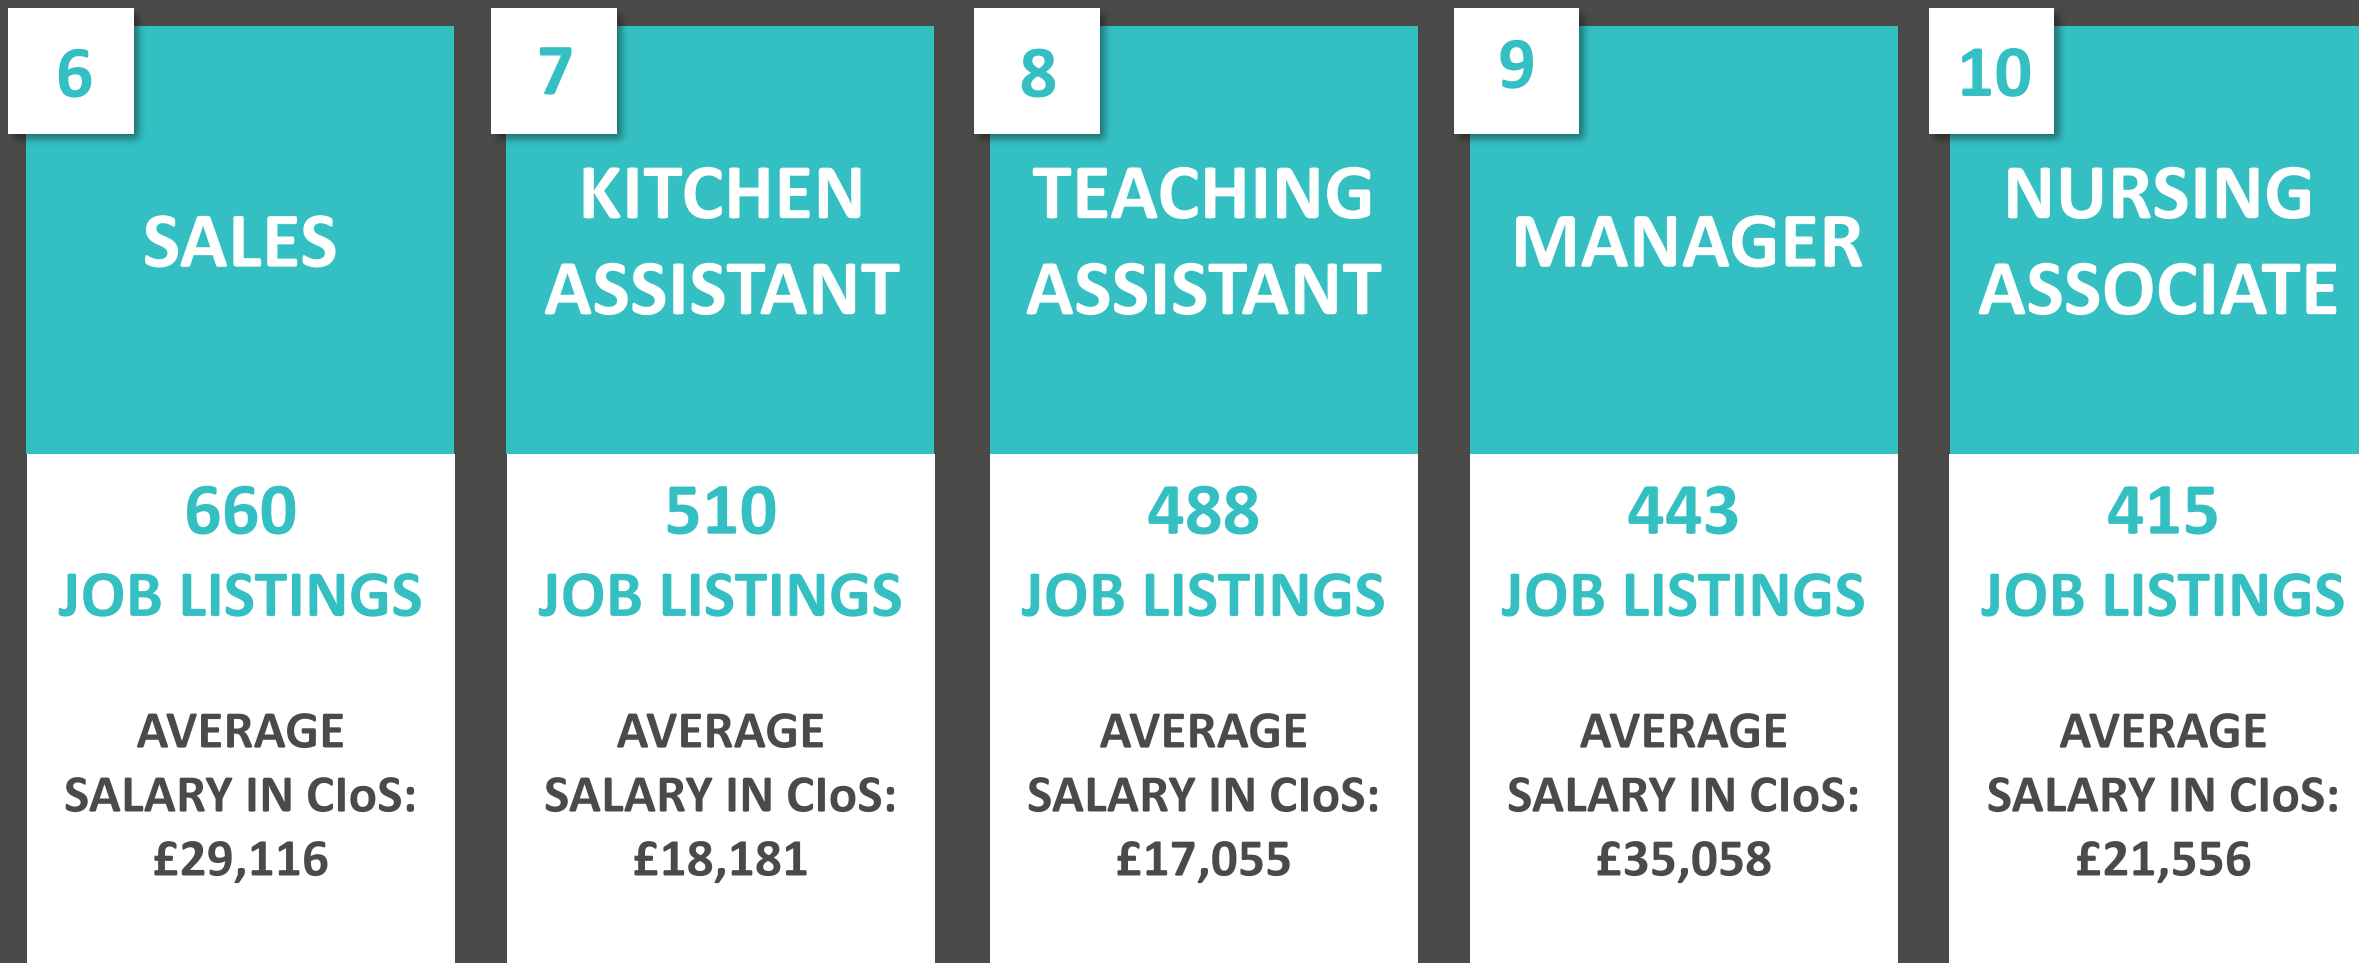 6
SALES
660
JOB LISTINGS
AVERAGE
SALARY IN CIoS:
£29,116
7
KITCHEN
ASSISTANT
510
JOB LISTINGS
AVERAGE
SALARY IN CIoS:
£18,181
8
TEACHING
ASSISTANT
488
JOB LISTINGS
AVERAGE
SALARY IN CIoS:
£17,055
9
MANAGER
443
JOB LISTINGS
AVERAGE
SALARY IN CIoS:
£35,058
10
NURSING
ASSOCIATE
415
JOB LISTINGS
AVERAGE
SALARY IN CIoS:
£21,556